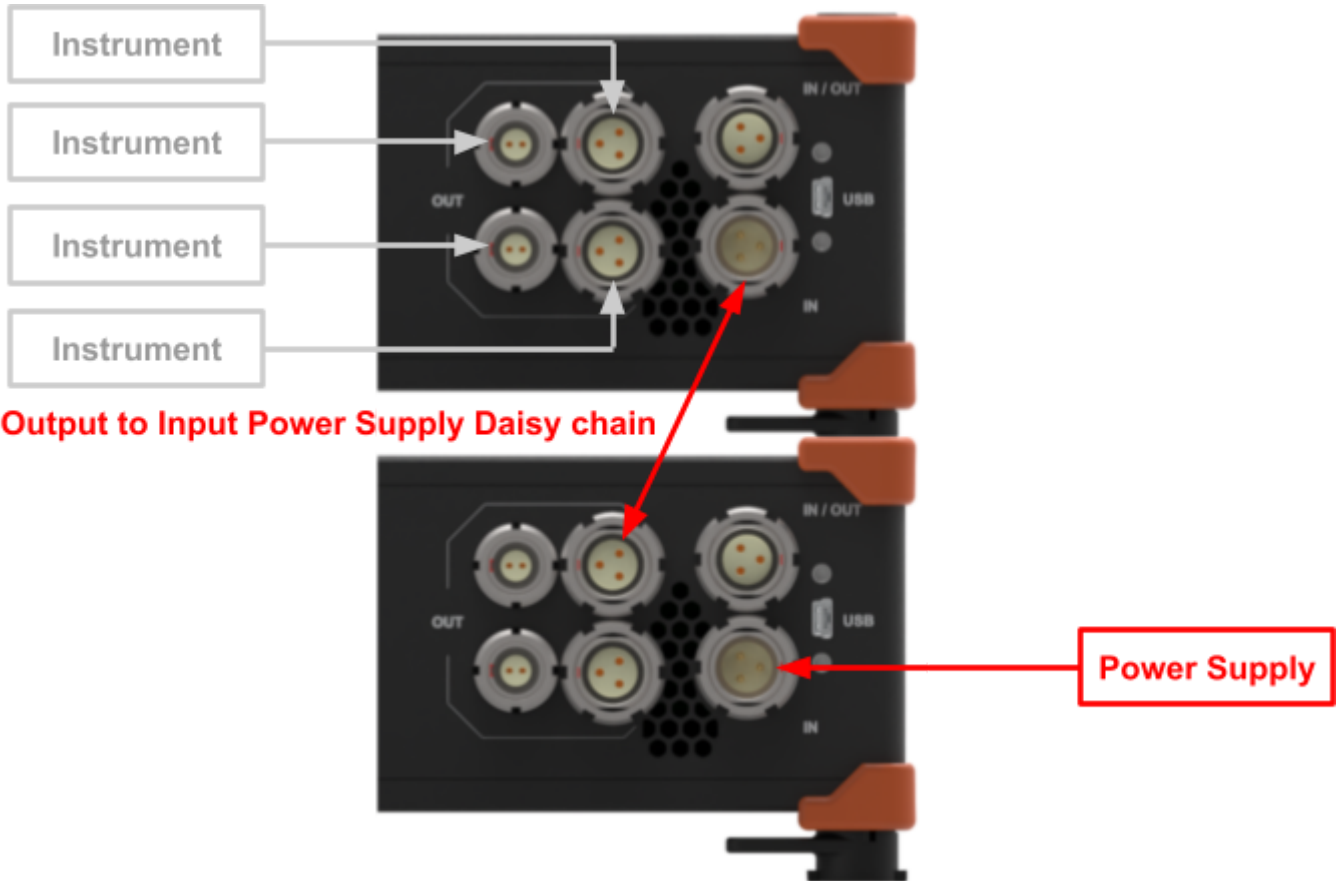 Instrument
IN / OUT
Instrument
OUT
USB
Instrument
IN
Instrument
Output to Input Power Supply Daisy chain
IN / OUT
OUT
USB
Power Supply
IN